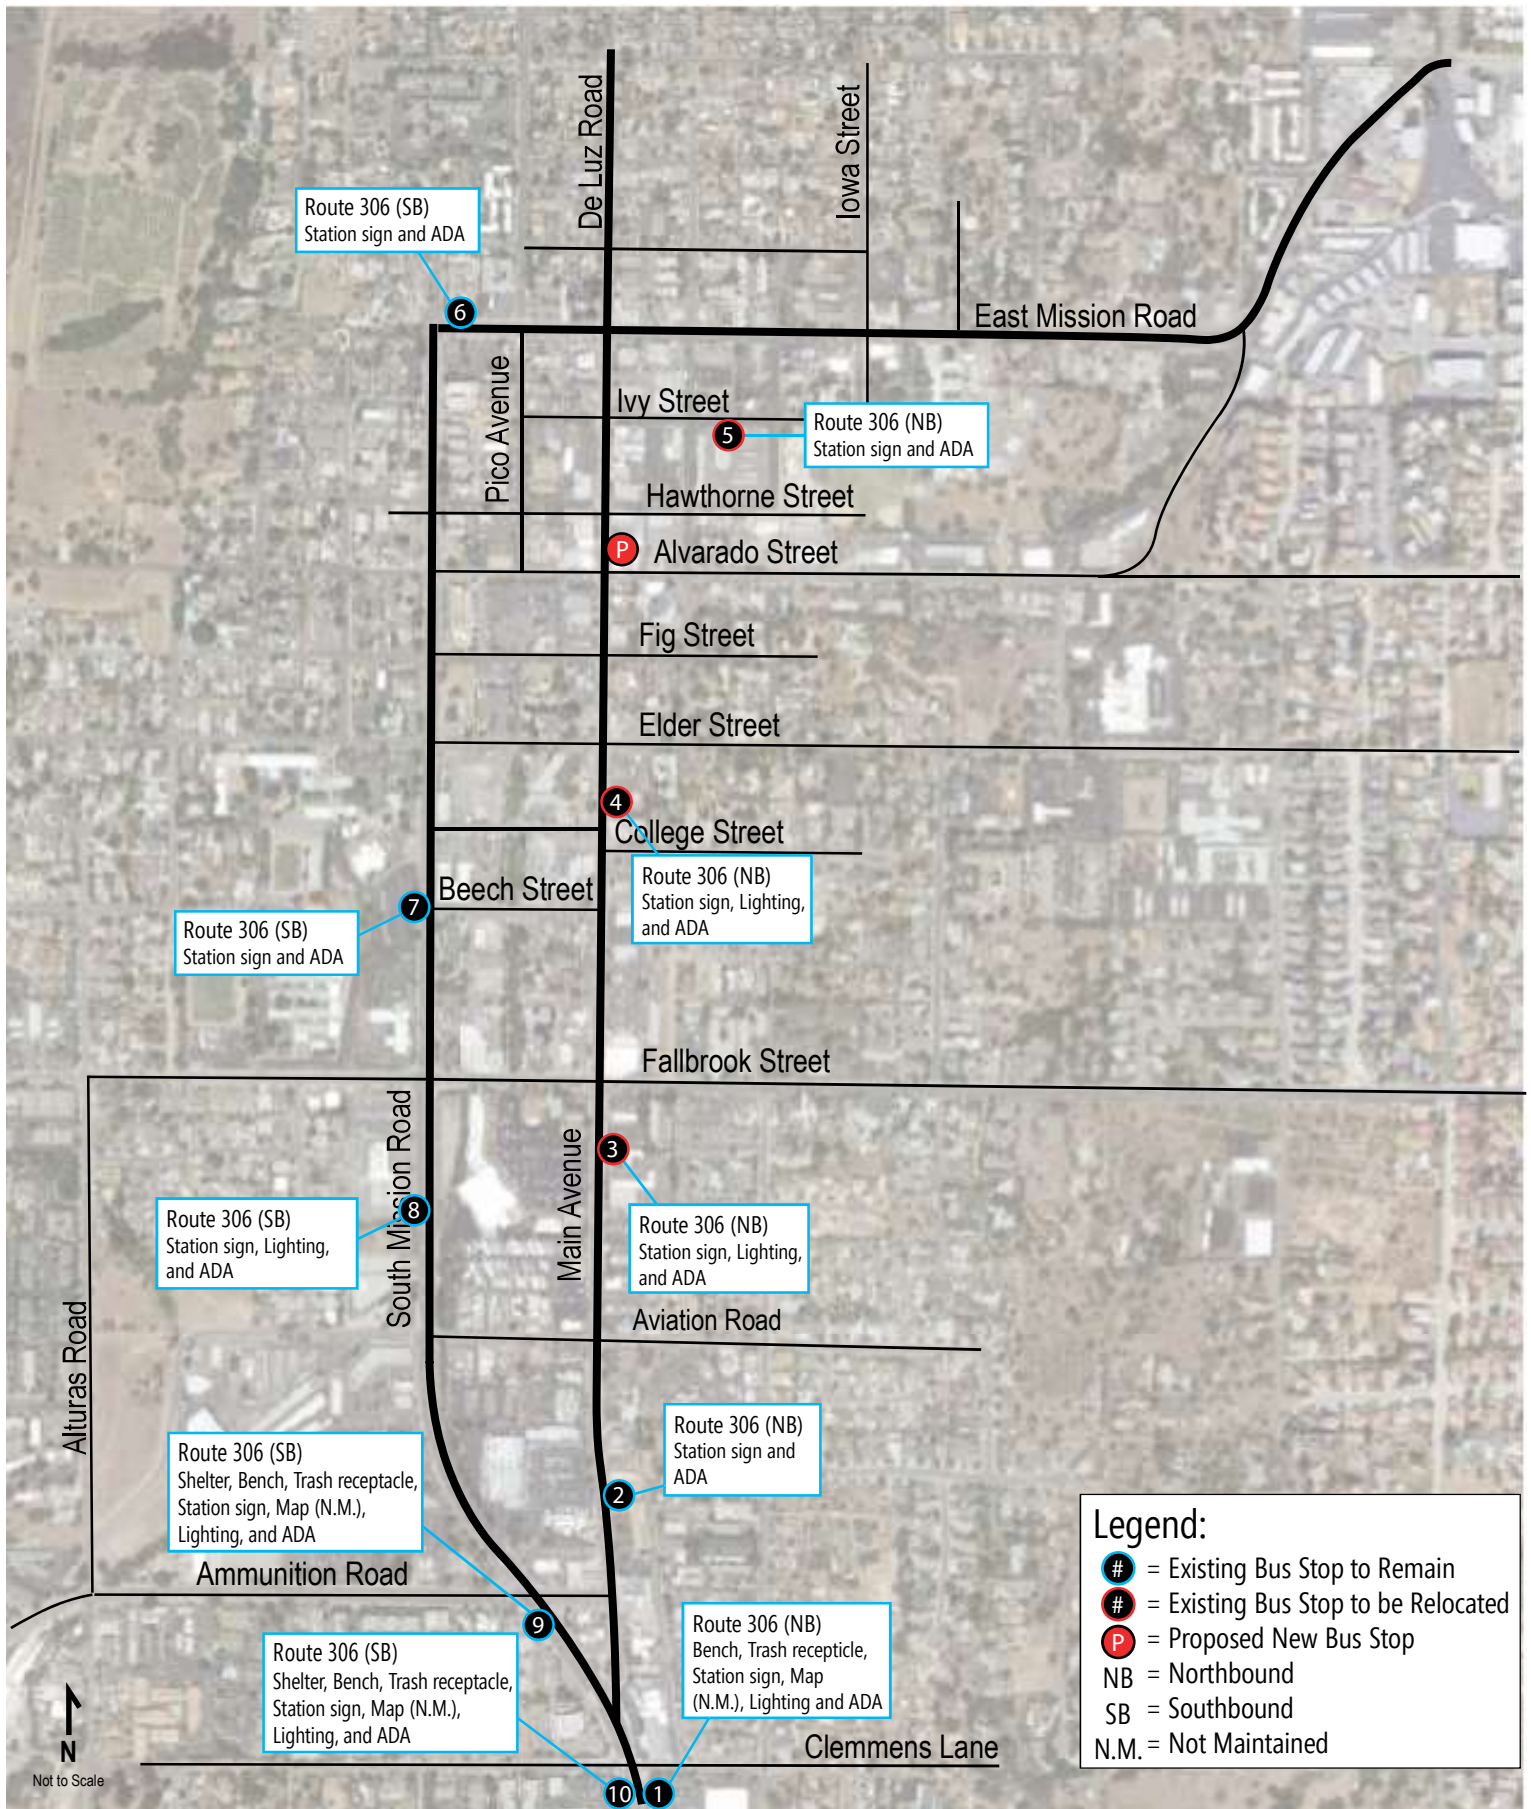 De Luz Road
Iowa Street
Route 306 (SB)
Station sign and ADA
6
East Mission Road
Pico Avenue
Ivy Street
5
Route 306 (NB)
Station sign and ADA
Hawthorne Street
P
Alvarado Street
Fig Street
Elder Street
4
College Street
Route 306 (NB)
Station sign, Lighting,
and ADA
Beech Street
7
Route 306 (SB)
Station sign and ADA
Fallbrook Street
South Mission Road
Main Avenue
3
Route 306 (NB)
Station sign, Lighting,
and ADA
8
Route 306 (SB)
Station sign, Lighting,
and ADA
Aviation Road
Alturas Road
Route 306 (NB)
Station sign and
ADA
2
Route 306 (SB)
Shelter, Bench, Trash receptacle,
Station sign, Map (N.M.),
Lighting, and ADA
Ammunition Road
9
Route 306 (SB)
Shelter, Bench, Trash receptacle,
Station sign, Map (N.M.),
Lighting, and ADA
Route 306 (NB)
Bench, Trash recepticle,
Station sign, Map
(N.M.), Lighting and ADA
Clemmens Lane
10
1
N
Not to Scale
Legend:
# = Existing Bus Stop to Remain
# = Existing Bus Stop to be Relocated
P = Proposed New Bus Stop
NB = Northbound
SB = Southbound
N.M. = Not Maintained